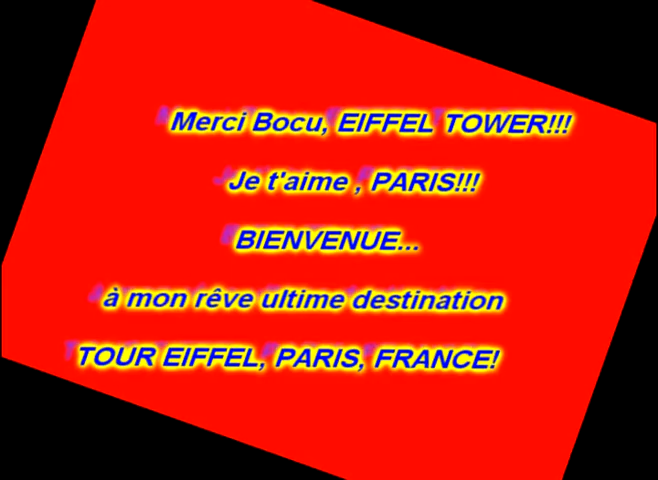 Merci Bocu, EIFFEL TOWER!!!
Je t'aime , PARIS!!!
BIENVENUE...
à mon rêve ultime destination
TOUR EIFFEL, PARIS, FRANCE!